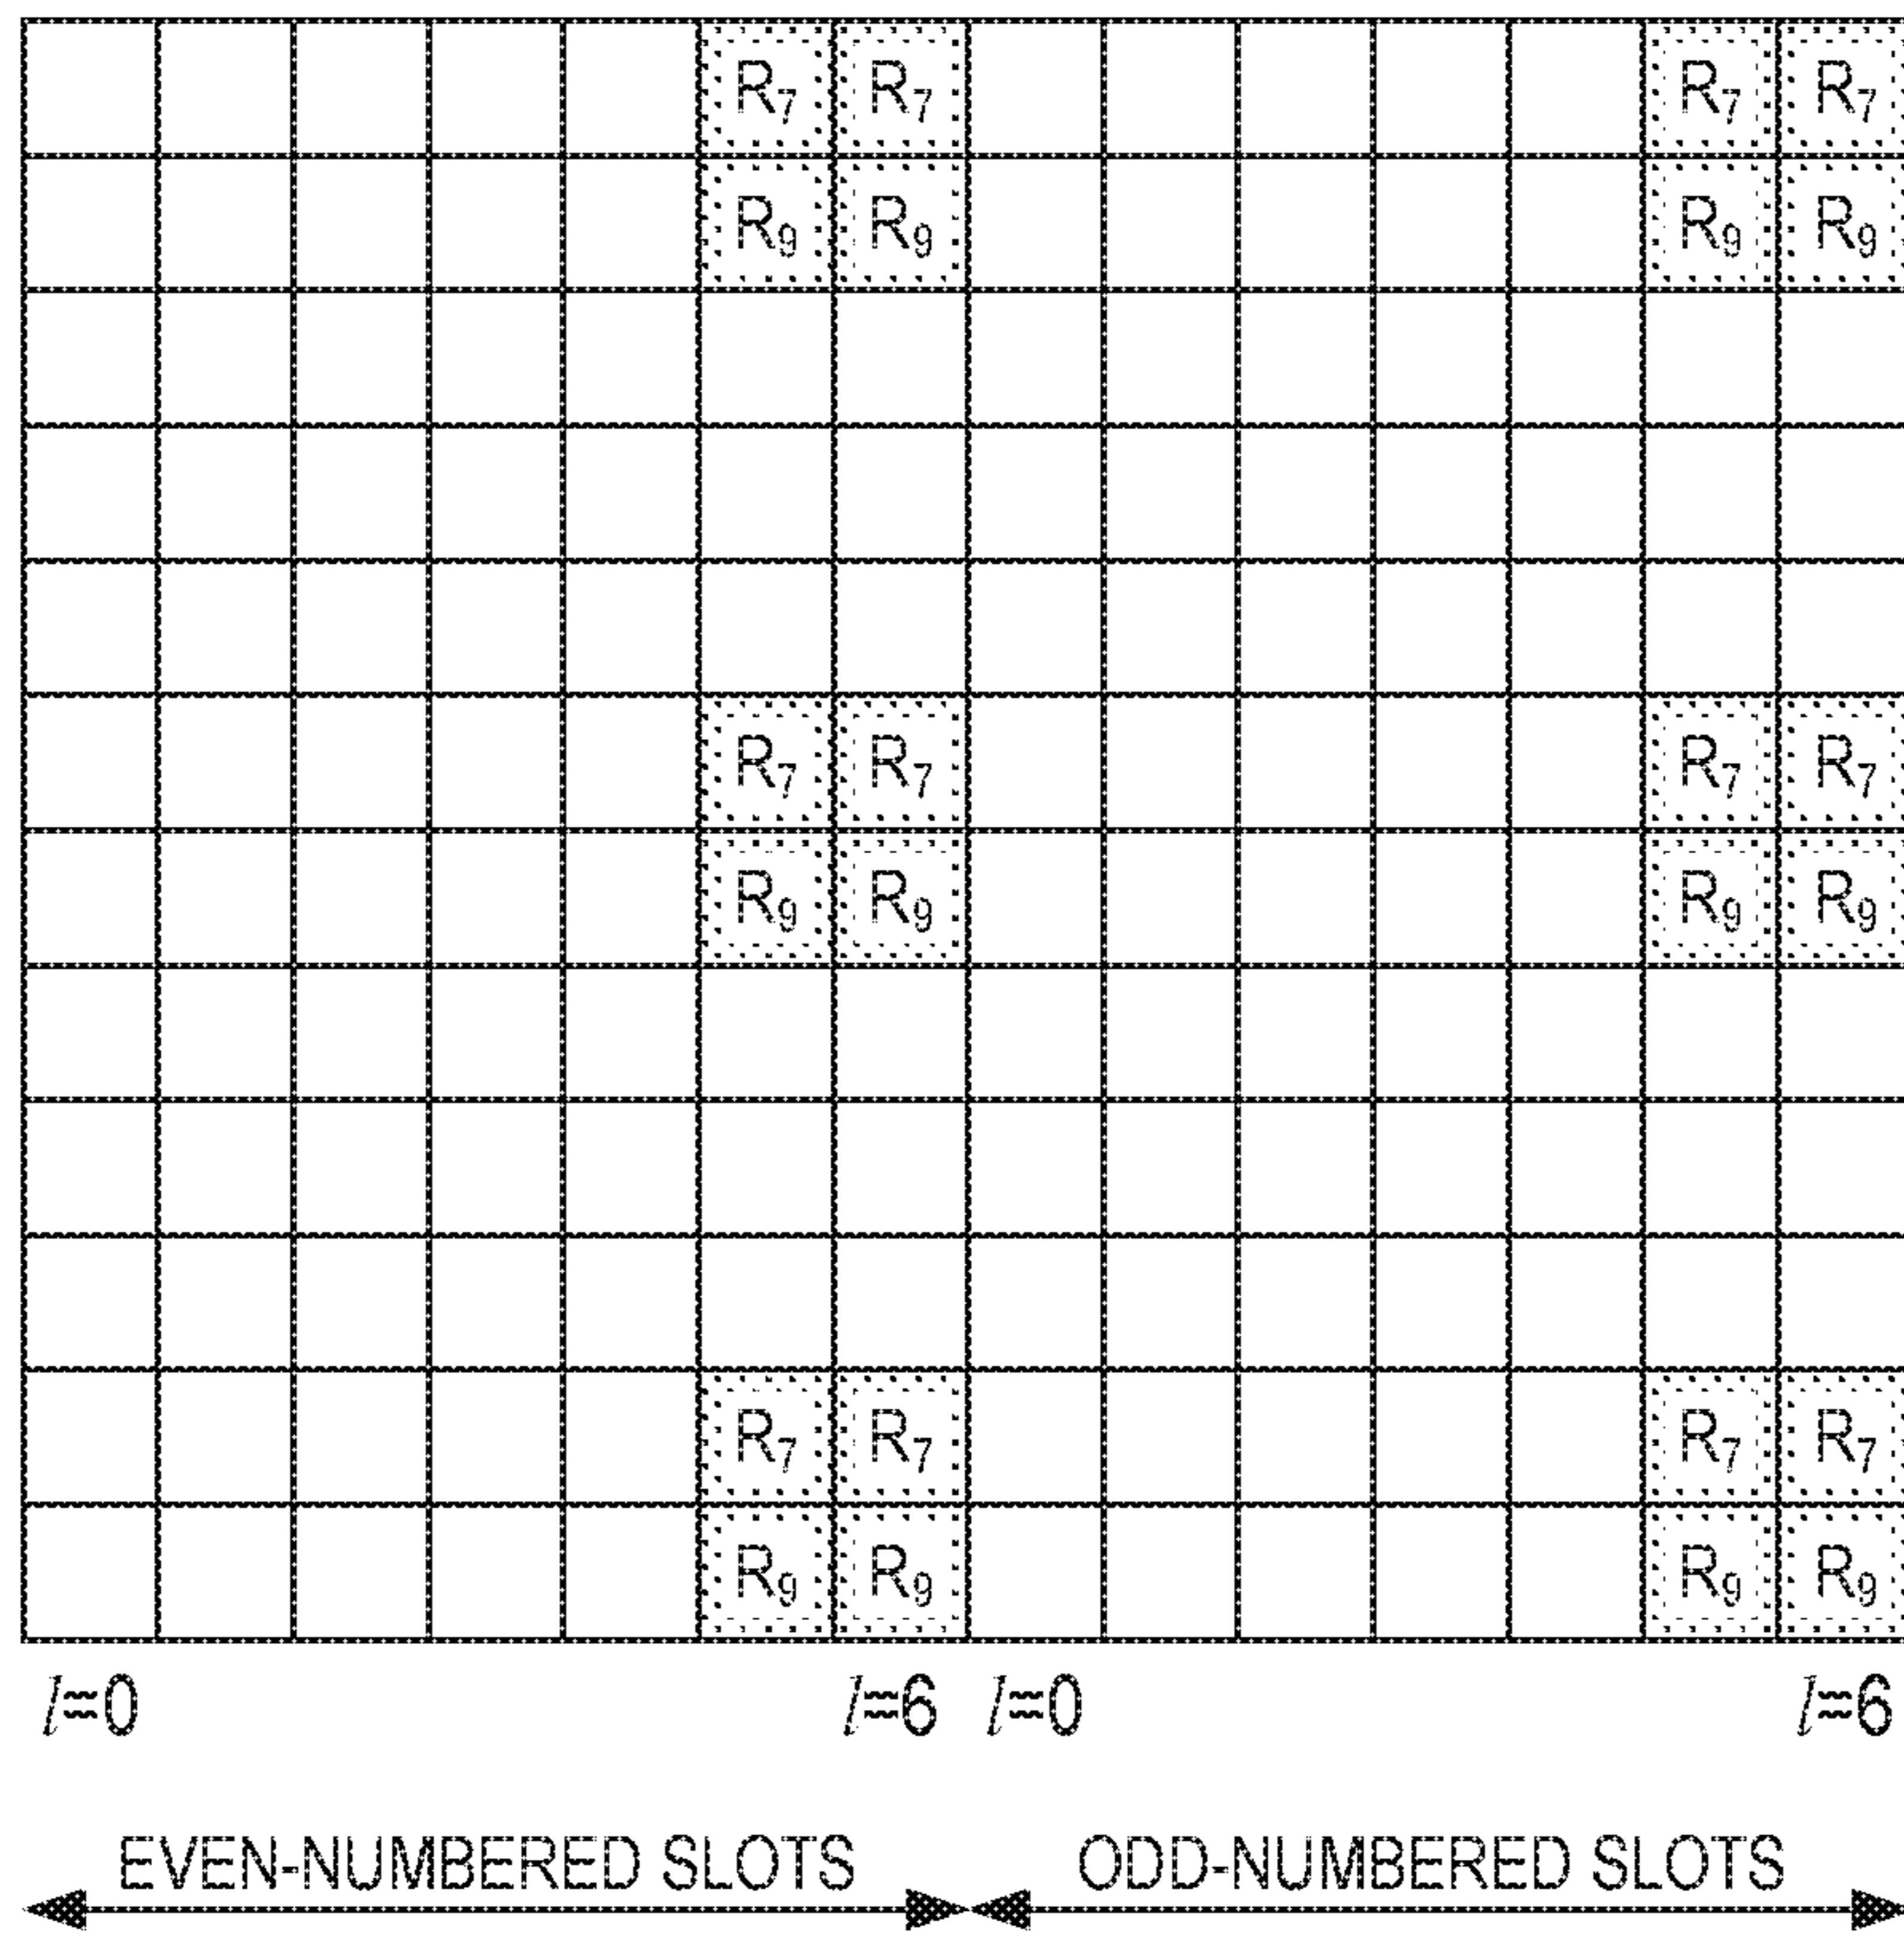 R₇ R₇ R₇ R₇
R₉ R₉ R₉ R₉
R₇ R₇ R₇ R₇
R₉ R₉ R₉ R₉
R₇ R₇ R₇ R₇
R₉ R₉ R₉ R₉
l=0 l=6 l=0 l=6
EVEN-NUMBERED SLOTS ODD-NUMBERED SLOTS